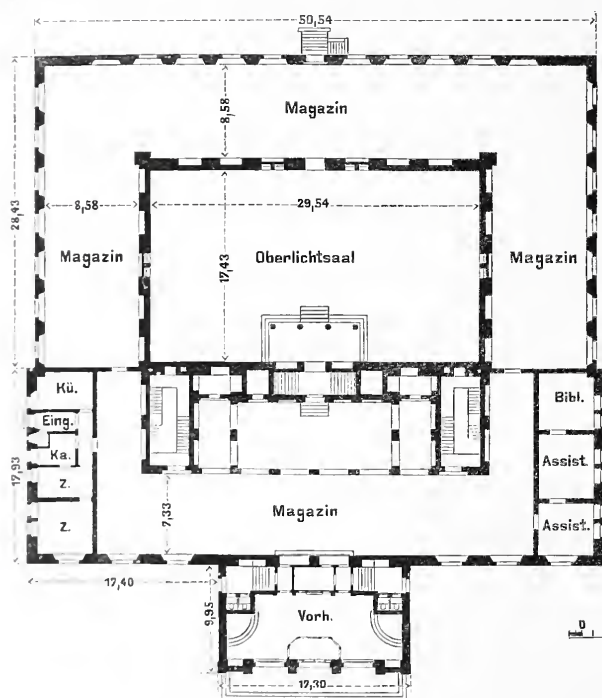 50,54
Magazin
8,58
28,43
8,58
29,54
Magazin
17,43
Oberlichtsaal
Magazin
Kü.
Bibl.
Eing.
Ka.
Z.
Assist.
17,93
7,33
Magazin
Z.
Assist.
17,40
9,95
Vorh.
0
17,30